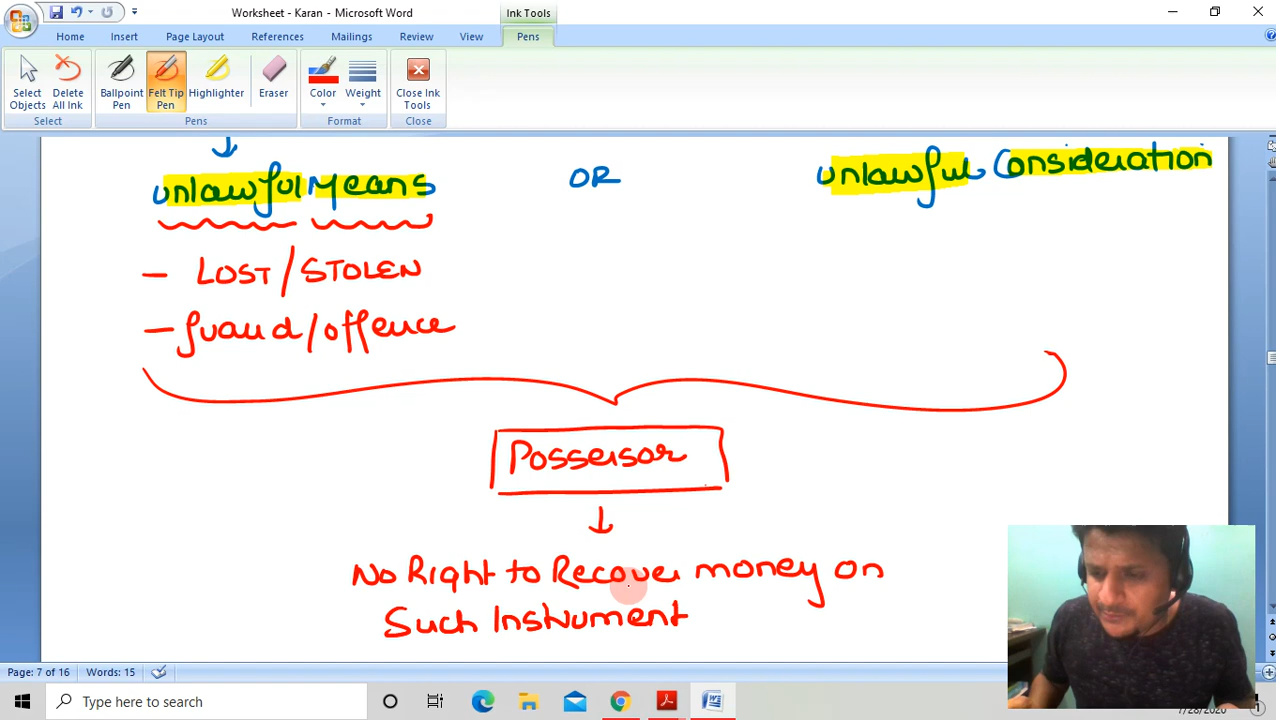 Worksheet - Karan - Microsoft Word
Ink Tools
Home Insert Page Layout References Mailings Review View Pens
Select Objects
Delete All Ink
Ballpoint Pen
Felt Tip Pen
Highlighter
Eraser
Color
Weight
Close Ink Tools
Select
Pens
Format
Close
unlawful Means OR unlawful Consideration
- LOST/STOLEN
- fraud/offence
Possessor
No Right to Recover money on
Such Instrument
Page: 7 of 16 Words: 15
Type here to search
7/28/2020